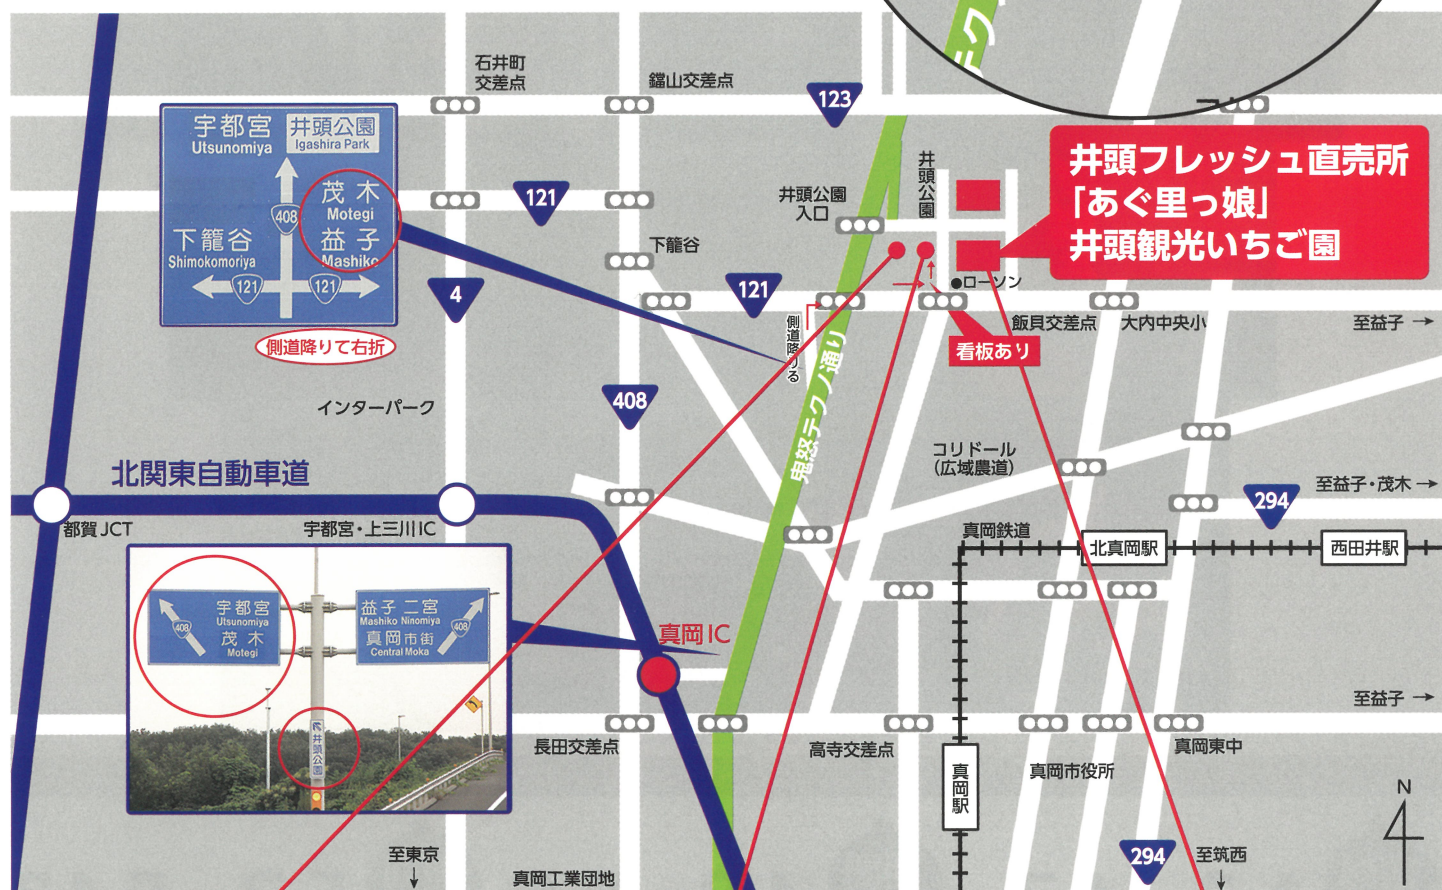 テクノ
石井町
交差点
鐺山交差点
123
宇都宮
Utsunomiya
井頭公園
Igashira Park
茂木
Motegi
408
益子
Mashiko
下籠谷
Shimokomoriya
121
121
側道降りて右折
121
井頭公園
入口
井頭公園
井頭フレッシュ直売所
「あぐ里っ娘」
井頭観光いちご園
下籠谷
4
121
●ローソン
側道降りる
飯貝交差点
大内中央小
至益子→
看板あり
鬼怒テクノ通り
408
インターパーク
コリドール
(広域農道)
北関東自動車道
都賀JCT
宇都宮・上三川IC
至益子・茂木→
294
真岡鉄道
北真岡駅
西田井駅
宇都宮
Utsunomiya
408
茂木
Motegi
益子 二宮
Mashiko Ninomiya
真岡市街
Central Moka
408
井頭公園
真岡IC
至益子→
長田交差点
高寺交差点
真岡東中
真岡市役所
真岡駅
N
至東京
↓
294
至筑西
↓
真岡工業団地